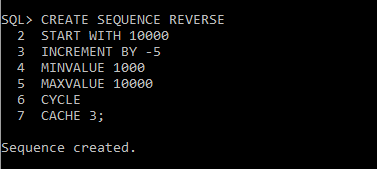 SQL> CREATE SEQUENCE REVERSE
2 START WITH 10000
3 INCREMENT BY -5
4 MINVALUE 1000
5 MAXVALUE 10000
6 CYCLE
7 CACHE 3;
Sequence created.